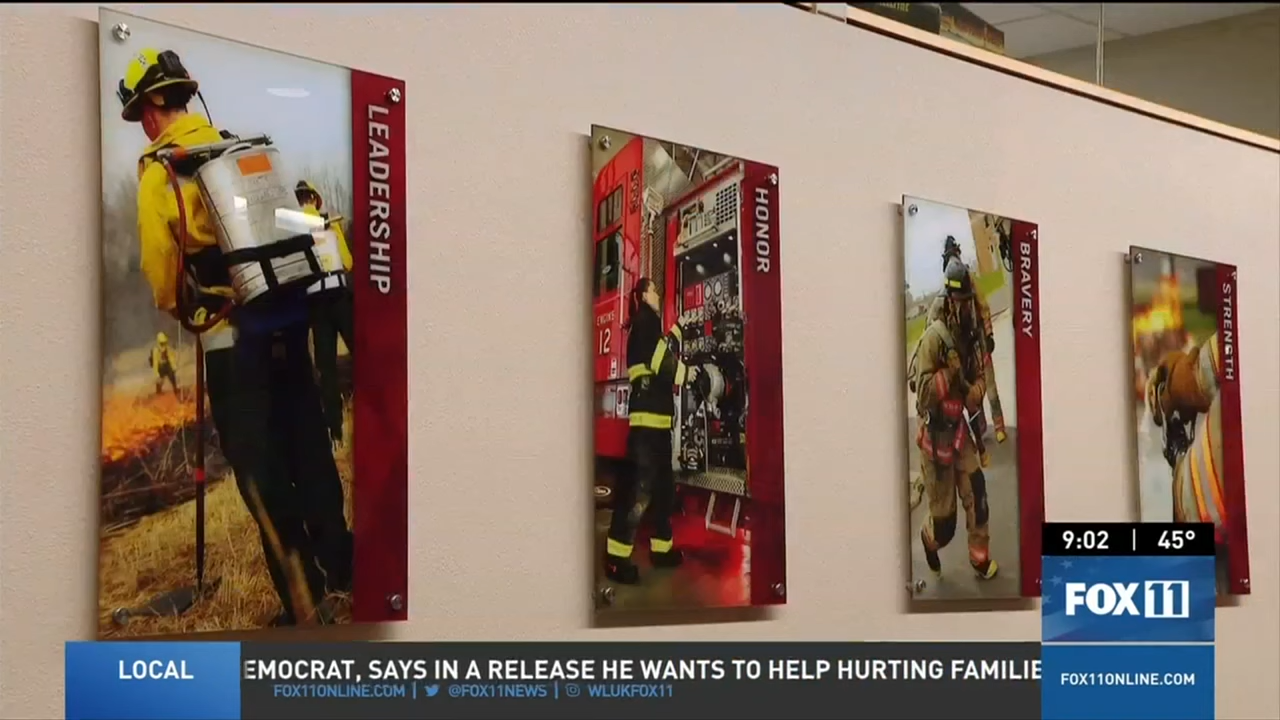 LEADERSHIP
HONOR
BRAVERY
STRENGTH
ENGINE
12
9:02 | 45°
FOX 11
LOCAL
EMOCRAT, SAYS IN A RELEASE HE WANTS TO HELP HURTING FAMILIE
FOX11ONLINE.COM | @FOX11NEWS | WLUKFOX11
FOX11ONLINE.COM